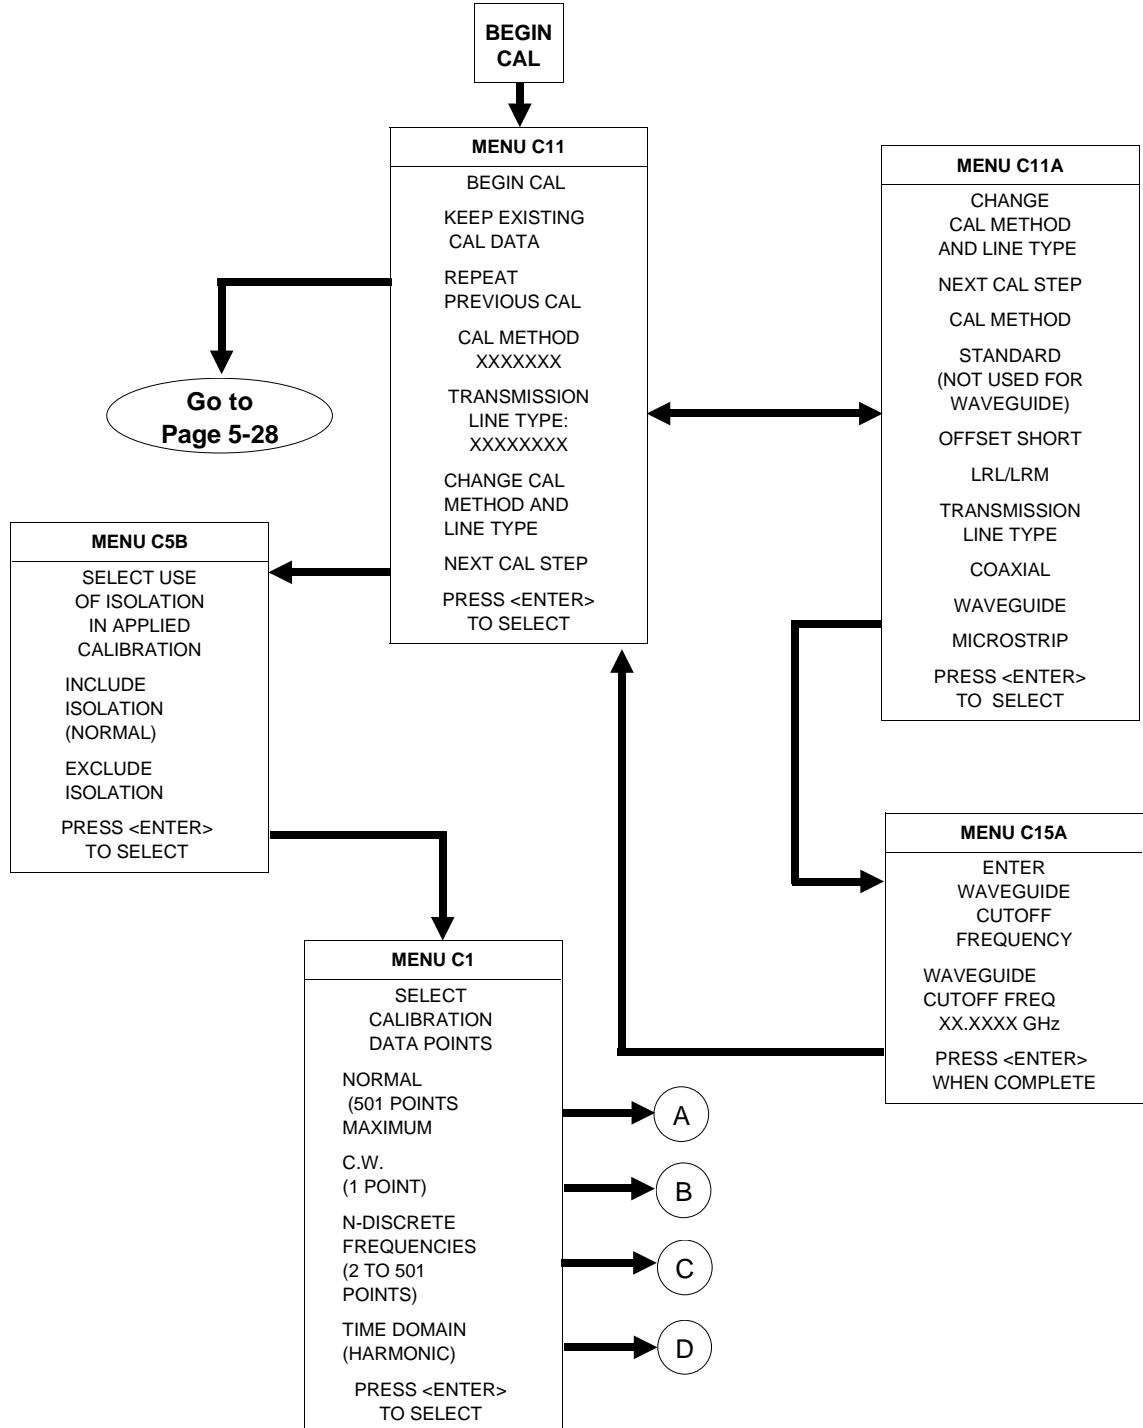 BEGIN
CAL
MENU C11
BEGIN CAL
KEEP EXISTING
CAL DATA
REPEAT
PREVIOUS CAL
CAL METHOD
XXXXXXX
TRANSMISSION
LINE TYPE:
XXXXXXXX
CHANGE CAL
METHOD AND
LINE TYPE
NEXT CAL STEP
PRESS <ENTER>
TO SELECT
MENU C11A
CHANGE
CAL METHOD
AND LINE TYPE
NEXT CAL STEP
CAL METHOD
STANDARD
(NOT USED FOR
WAVEGUIDE)
OFFSET SHORT
LRL/LRM
TRANSMISSION
LINE TYPE
COAXIAL
WAVEGUIDE
MICROSTRIP
PRESS <ENTER>
TO SELECT
Go to
Page 5-28
MENU C5B
SELECT USE
OF ISOLATION
IN APPLIED
CALIBRATION
INCLUDE
ISOLATION
(NORMAL)
EXCLUDE
ISOLATION
PRESS <ENTER>
TO SELECT
MENU C15A
ENTER
WAVEGUIDE
CUTOFF
FREQUENCY
WAVEGUIDE
CUTOFF FREQ
XX.XXXX GHz
PRESS <ENTER>
WHEN COMPLETE
MENU C1
SELECT
CALIBRATION
DATA POINTS
NORMAL
(501 POINTS
MAXIMUM
A
C.W.
(1 POINT)
B
N-DISCRETE
FREQUENCIES
(2 TO 501
POINTS)
C
TIME DOMAIN
(HARMONIC)
D
PRESS <ENTER>
TO SELECT